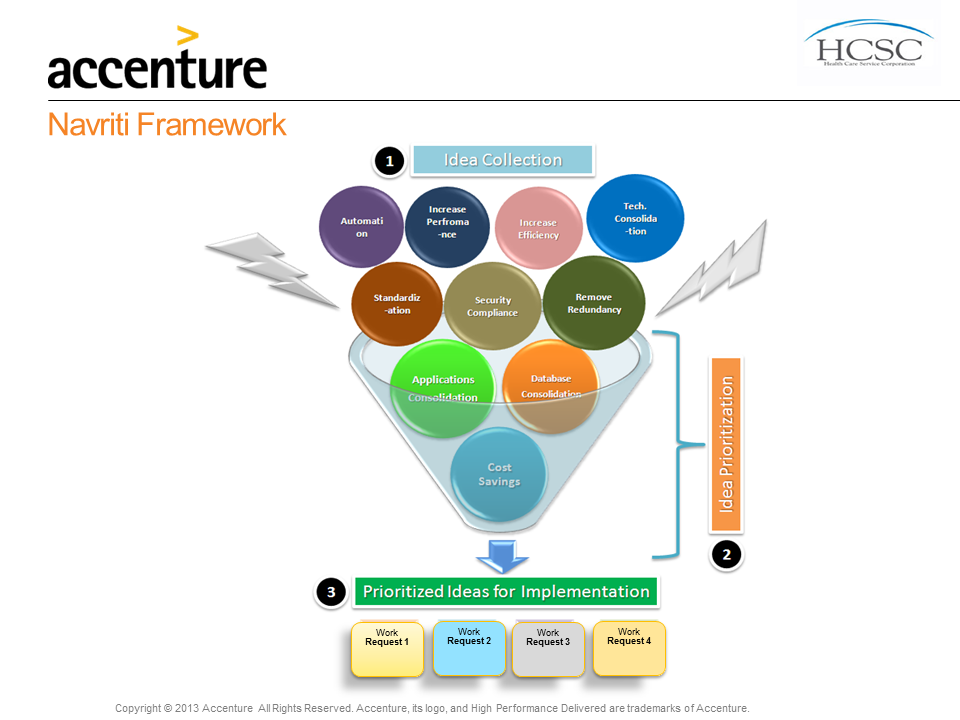 >
accenture
HCSC
Health Care Service Corporation
Navriti Framework
1
Idea Collection
Automati
on
Increase
Perfroma
-nce
Increase
Efficiency
Tech.
Consolida
-tion
Standardiz
-ation
Security
Compliance
Remove
Redundancy
Applications
Consolidation
Database
Consolidation
Cost
Savings
Idea Prioritization
2
3
Prioritized Ideas for Implementation
Work
Request 1
Work
Request 2
Work
Request 3
Work
Request 4
Copyright © 2013 Accenture All Rights Reserved. Accenture, its logo, and High Performance Delivered are trademarks of Accenture.